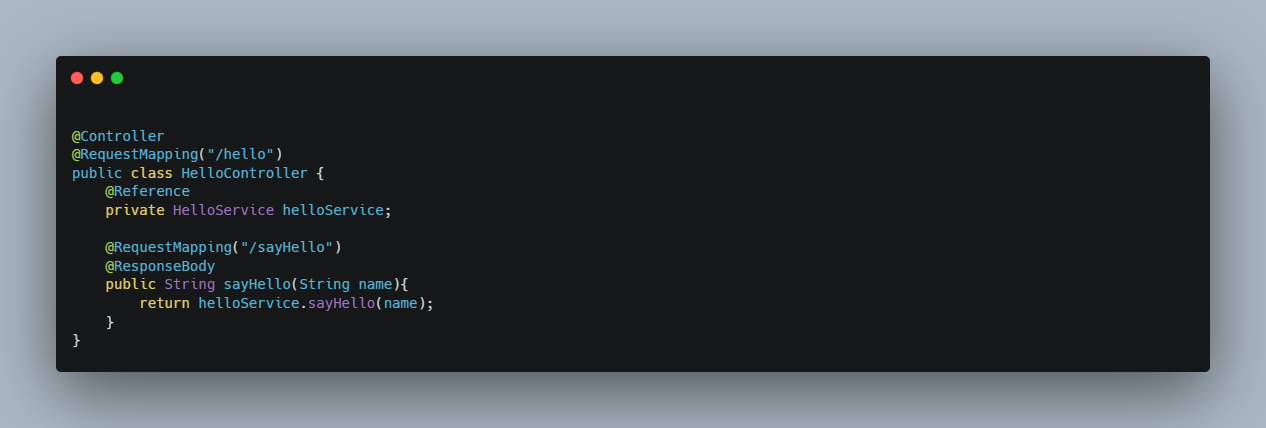 @Controller
@RequestMapping("/hello")
public class HelloController {
    @Reference
    private HelloService helloService;

    @RequestMapping("/sayHello")
    @ResponseBody
    public String sayHello(String name){
        return helloService.sayHello(name);
    }
}